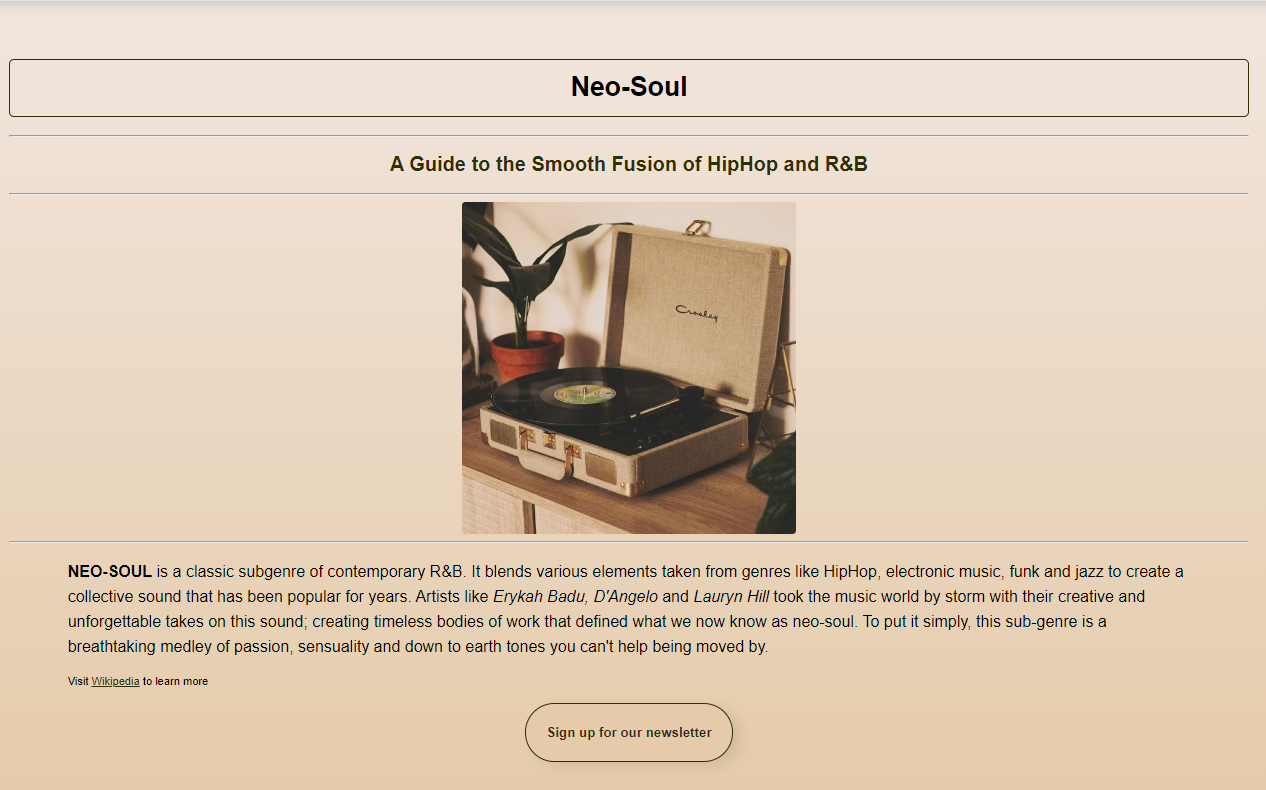 Neo-Soul
A Guide to the Smooth Fusion of HipHop and R&B
Crosley
NEO-SOUL is a classic subgenre of contemporary R&B. It blends various elements taken from genres like HipHop, electronic music, funk and jazz to create a
collective sound that has been popular for years. Artists like Erykah Badu, D'Angelo and Lauryn Hill took the music world by storm with their creative and
unforgettable takes on this sound; creating timeless bodies of work that defined what we now know as neo-soul. To put it simply, this sub-genre is a
breathtaking medley of passion, sensuality and down to earth tones you can't help being moved by.
Visit Wikipedia to learn more
Sign up for our newsletter